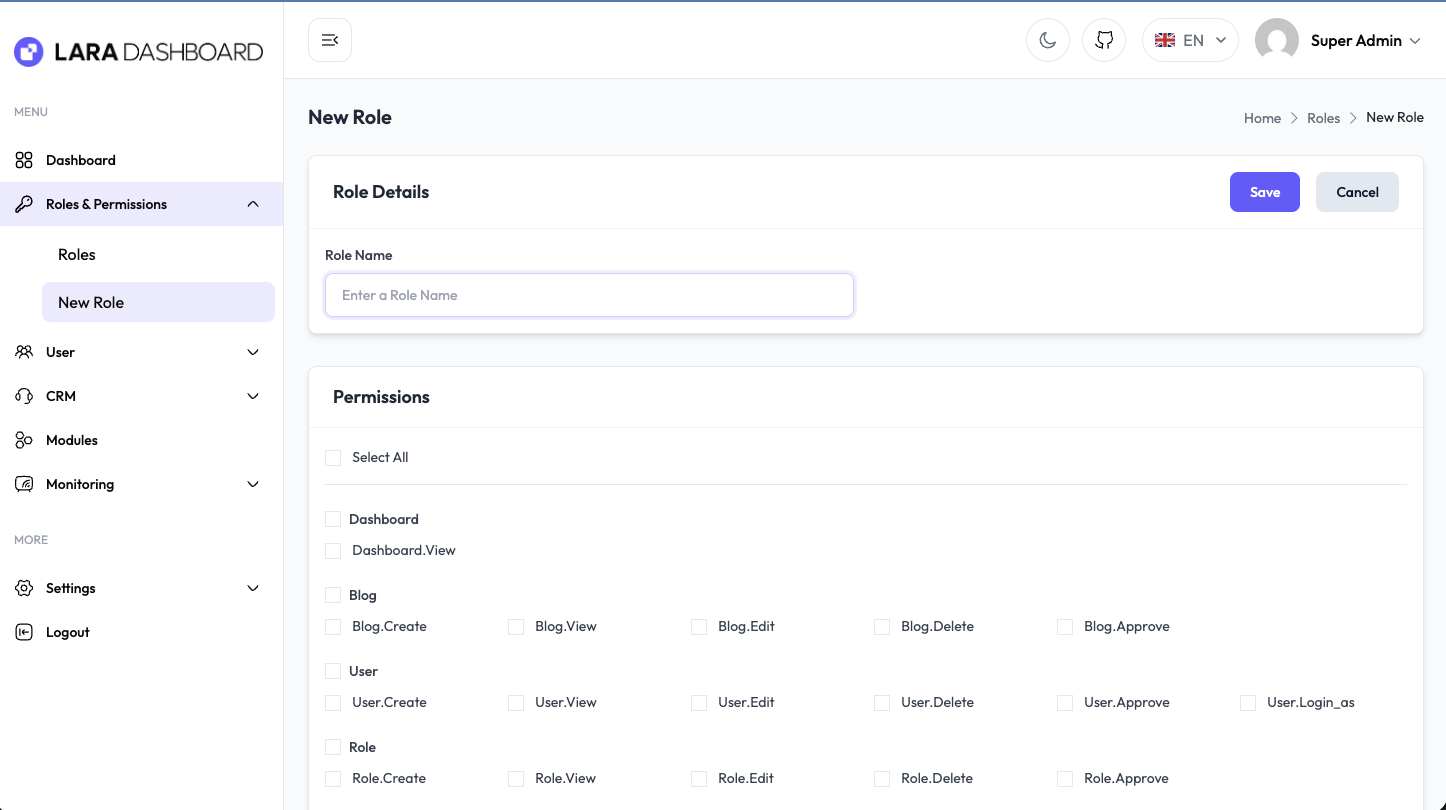 LARA DASHBOARD
MENU
Dashboard
Roles & Permissions
Roles
New Role
User
CRM
Modules
Monitoring
MORE
Settings
Logout
EN
Super Admin
New Role
Home > Roles > New Role
Role Details
Save
Cancel
Role Name
Enter a Role Name
Permissions
Select All
Dashboard
Dashboard.View
Blog
Blog.Create Blog.View Blog.Edit Blog.Delete Blog.Approve
User
User.Create User.View User.Edit User.Delete User.Approve User.Login_as
Role
Role.Create Role.View Role.Edit Role.Delete Role.Approve